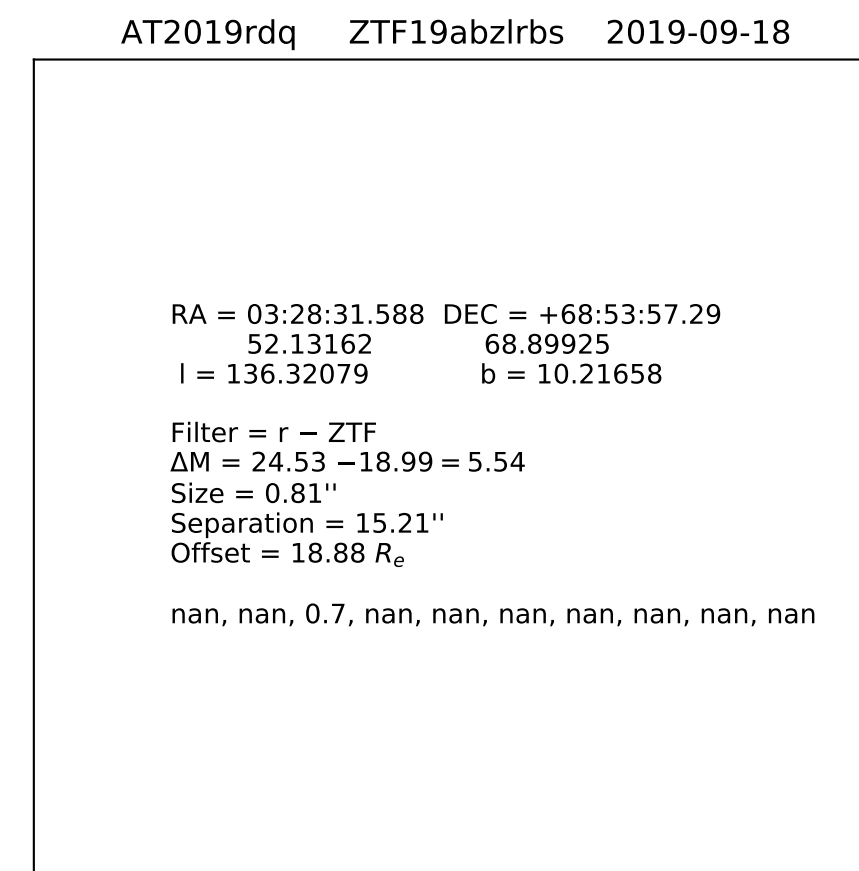 AT2019rdq ZTF19abzlrbs 2019-09-18
RA = 03:28:31.588 DEC = +68:53:57.29
52.13162 68.89925
l = 136.32079 b = 10.21658
Filter = r − ZTF
ΔM = 24.53 −18.99 = 5.54
Size = 0.81''
Separation = 15.21''
Offset = 18.88 Re
nan, nan, 0.7, nan, nan, nan, nan, nan, nan, nan